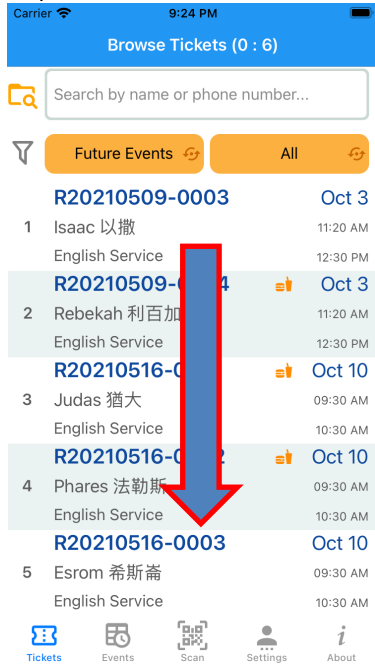 Carrier 9:24 PM
Browse Tickets (0 : 6)
Search by name or phone number...
Future Events All
R20210509-0003 Oct 3
1 Isaac 以撒 11:20 AM
English Service 12:30 PM
R20210509- 4 Oct 3
2 Rebekah 利百加 11:20 AM
English Service 12:30 PM
R20210516- Oct 10
3 Judas 猶大 09:30 AM
English Service 10:30 AM
R20210516- 2 Oct 10
4 Phares 法勒斯 09:30 AM
English Service 10:30 AM
R20210516-0003 Oct 10
5 Esrom 希斯崙 09:30 AM
English Service 10:30 AM
Tickets Events Scan Settings About